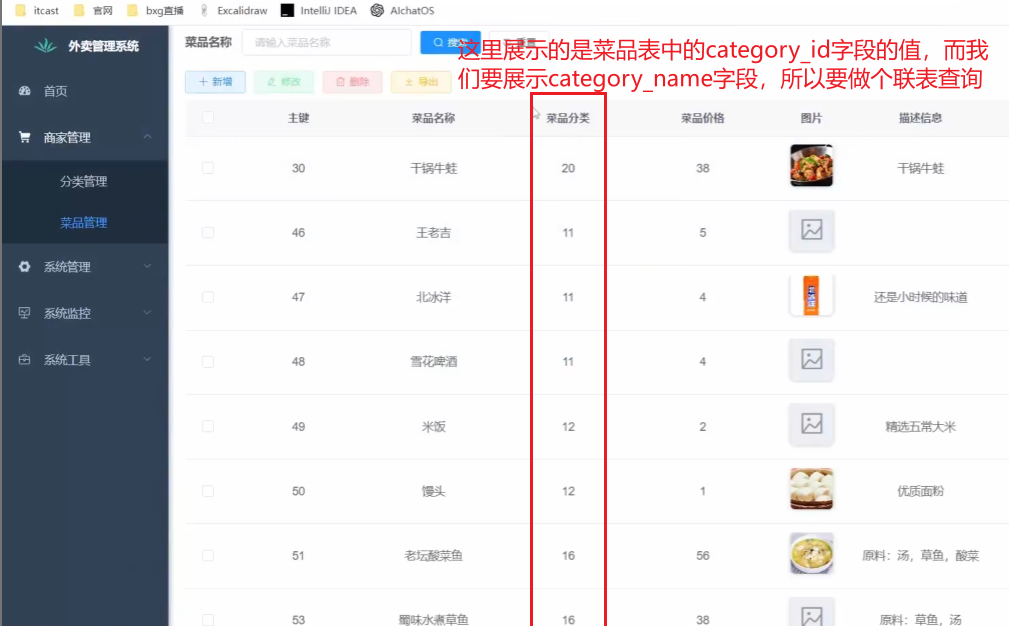 itcast 官网 bxg直播 Excalidraw IntelliJ IDEA AIchatOS
外卖管理系统
首页
商家管理
分类管理
菜品管理
系统管理
系统监控
系统工具
菜品名称 请输入菜品名称 搜索 重置
这里展示的是菜品表中的category_id字段的值，而我
们要展示category_name字段，所以要做个联表查询
新增 修改 删除 导出
主键 菜品名称 菜品分类 菜品价格 图片 描述信息
30 干锅牛蛙 20 38 干锅牛蛙
46 王老吉 11 5
47 北冰洋 11 4 还是小时候的味道
48 雪花啤酒 11 4
49 米饭 12 2 精选五常大米
50 馒头 12 1 优质面粉
51 老坛酸菜鱼 16 56 原料：汤，草鱼，酸菜
53 蜀味水煮草鱼 16 38 原料：草鱼，汤